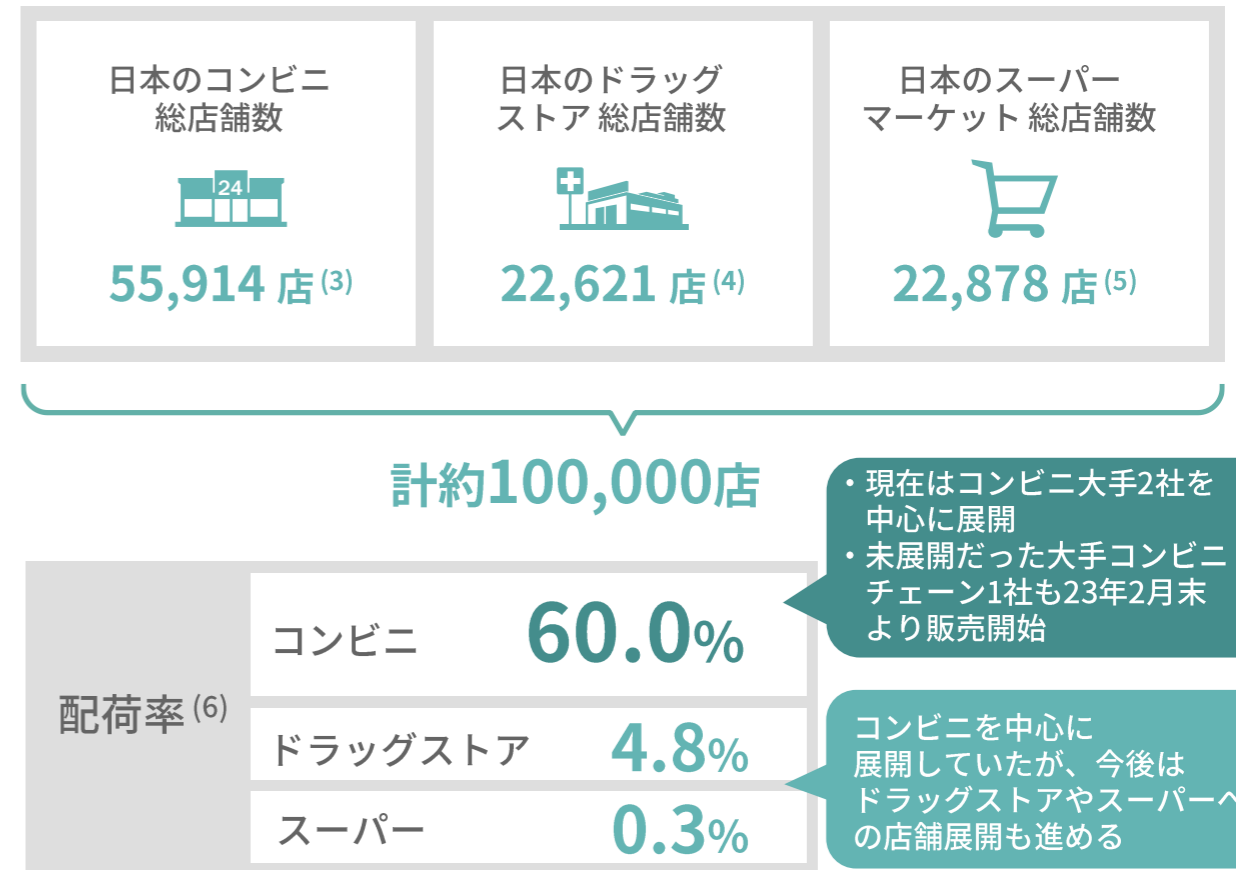 日本のコンビニ
総店舗数
24
55,914 店 (3)
日本のドラッグ
ストア 総店舗数
22,621 店 (4)
日本のスーパー
マーケット 総店舗数
22,878 店 (5)
計約100,000店
・現在はコンビニ大手2社を
中心に展開
・未展開だった大手コンビニ
チェーン1社も23年2月末
より販売開始
配荷率 (6)
コンビニ 60.0%
ドラッグストア 4.8%
スーパー 0.3%
コンビニを中心に
展開していたが、今後は
ドラッグストアやスーパーへ
の店舗展開も進める